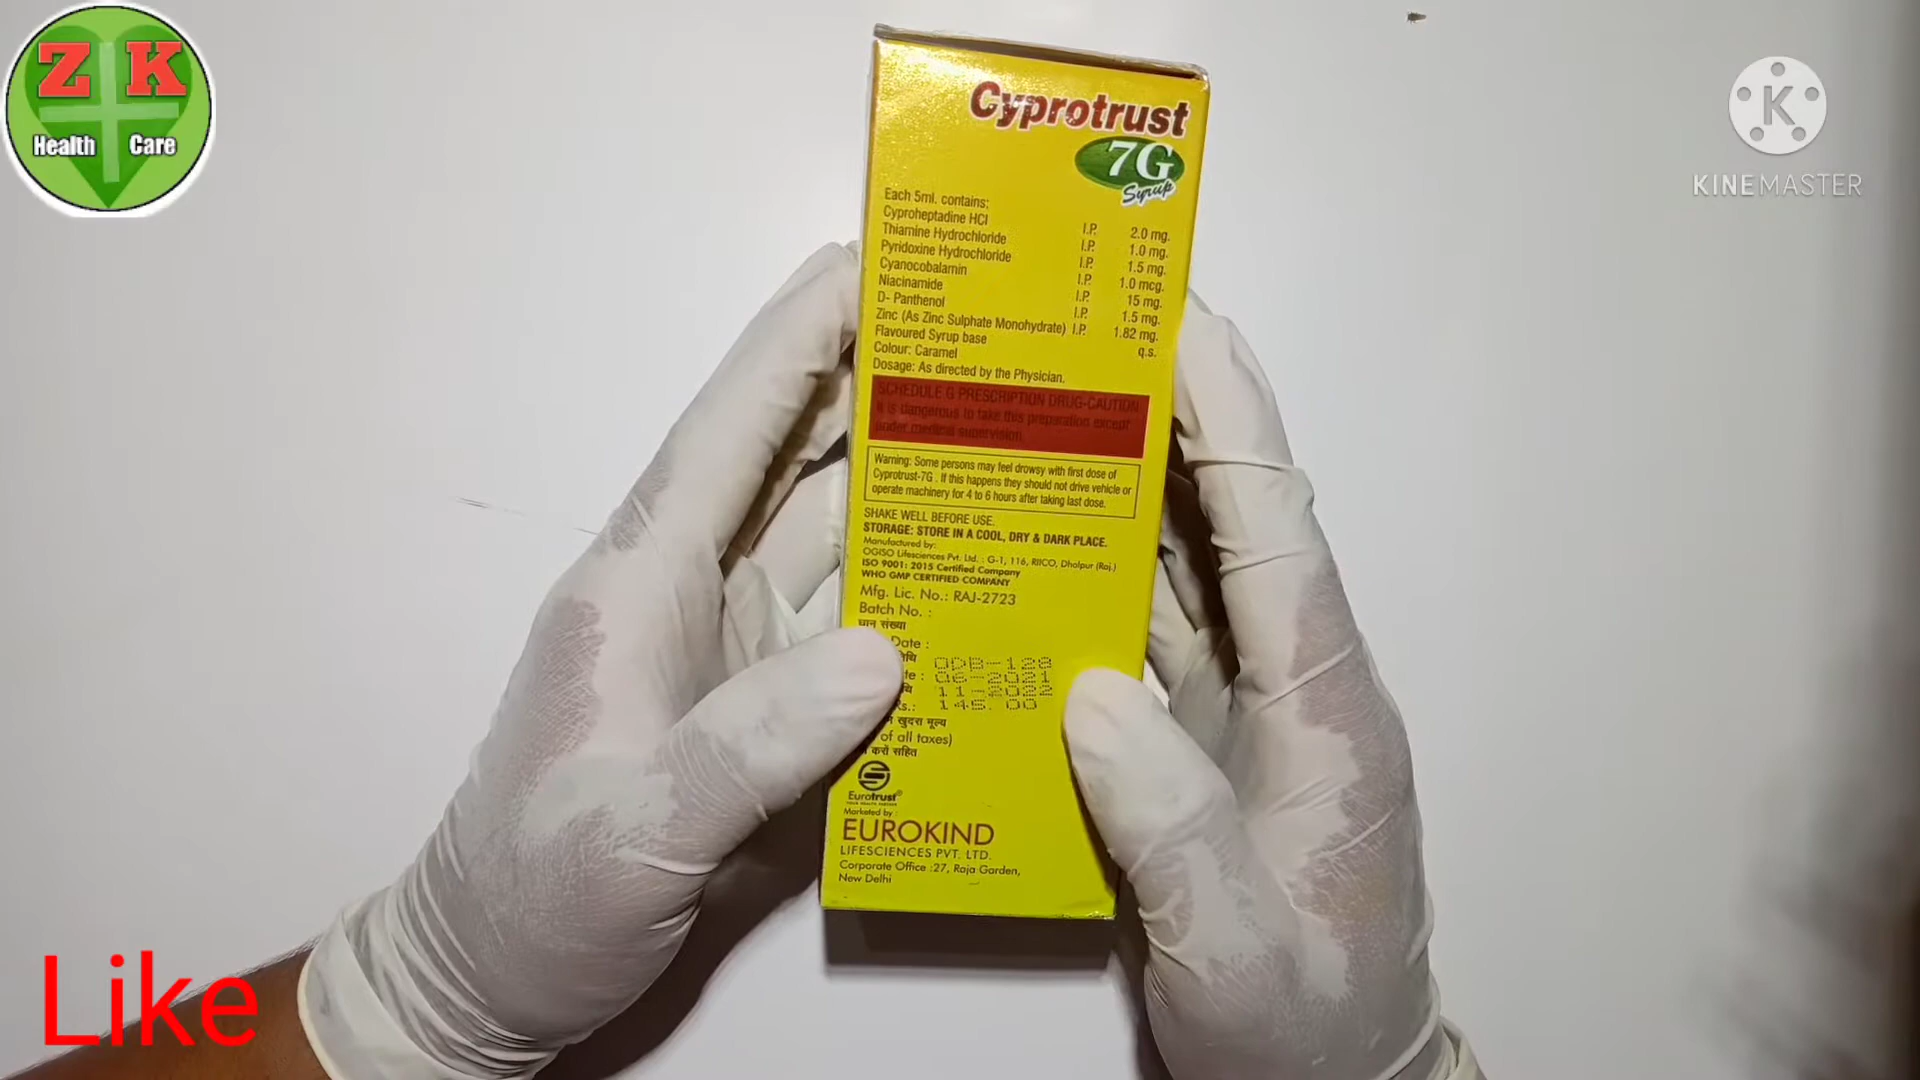 Z K
Health Care
K
KINEMASTER
Cyprotrust
7G
Syrup
Each 5ml. contains:
Cyproheptadine HCl I.P. 2.0 mg.
Thiamine Hydrochloride I.P. 1.0 mg.
Pyridoxine Hydrochloride I.P. 1.5 mg.
Cyanocobalamin I.P. 1.0 mcg.
Niacinamide I.P. 15 mg.
D- Panthenol I.P. 1.5 mg.
Zinc (As Zinc Sulphate Monohydrate) I.P. 1.82 mg.
Flavoured Syrup base q.s.
Colour: Caramel
Dosage: As directed by the Physician.
SCHEDULE G PRESCRIPTION DRUG-CAUTION
It is dangerous to take this preparation except
under medical supervision
Warning: Some persons may feel drowsy with first dose of
Cyprotrust-7G . If this happens they should not drive vehicle or
operate machinery for 4 to 6 hours after taking last dose.
SHAKE WELL BEFORE USE.
STORAGE: STORE IN A COOL, DRY & DARK PLACE.
Manufactured by:
OGISO Lifesciences Pvt. Ltd. : G-1, 116, RIICO, Dholpur (Raj.)
ISO 9001: 2015 Certified Company
WHO GMP CERTIFIED COMPANY
Mfg. Lic. No.: RAJ-2723
Batch No. :
घान संख्या
Date :
ODB-128
06-2021
11-2022
Rs.: 145.00
खुदरा मूल्य
of all taxes)
करों सहित
Eurotrust®
Marketed by :
EUROKIND
LIFESCIENCES PVT. LTD.
Corporate Office :27, Raja Garden,
New Delhi
Like